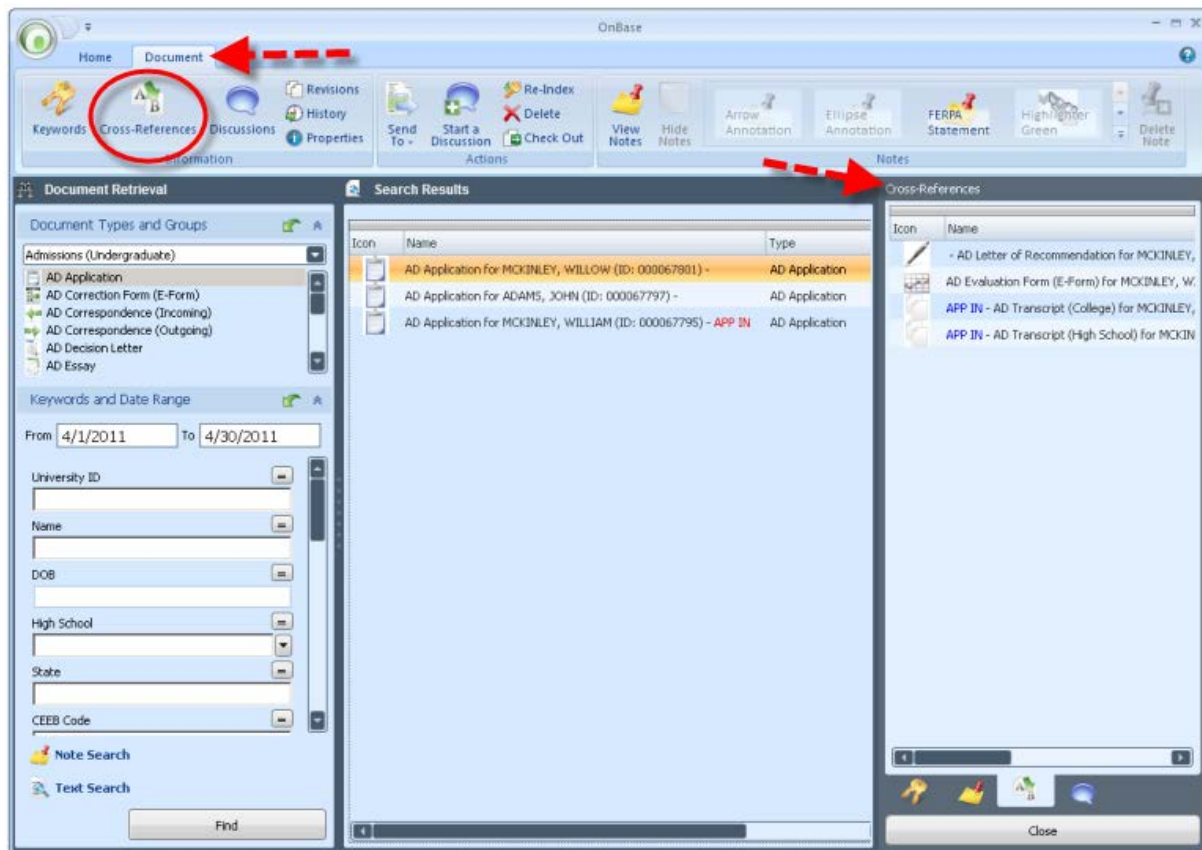 OnBase
Home Document
Keywords Cross-References Discussions
Revisions
History
Properties
Information
Send To
Start a Discussion
Re-Index
Delete
Check Out
Actions
View Notes
Hide Notes
Arrow Annotation
Ellipse Annotation
FERPA Statement
Highlighter Green
Delete Note
Notes
Document Retrieval
Document Types and Groups
Admissions (Undergraduate)
AD Application
AD Correction Form (E-Form)
AD Correspondence (Incoming)
AD Correspondence (Outgoing)
AD Decision Letter
AD Essay
Keywords and Date Range
From 4/1/2011 To 4/30/2011
University ID
Name
DOB
High School
State
CEEB Code
Note Search
Text Search
Find
Search Results
Icon Name Type
AD Application for MCKINLEY, WILLOW (ID: 000067801) - AD Application
AD Application for ADAMS, JOHN (ID: 000067797) - AD Application
AD Application for MCKINLEY, WILLIAM (ID: 000067795) - APP IN AD Application
Cross-References
Icon Name
- AD Letter of Recommendation for MCKINLEY,
AD Evaluation Form (E-Form) for MCKINLEY, W
APP IN - AD Transcript (College) for MCKINLEY,
APP IN - AD Transcript (High School) for MCKIN
Close